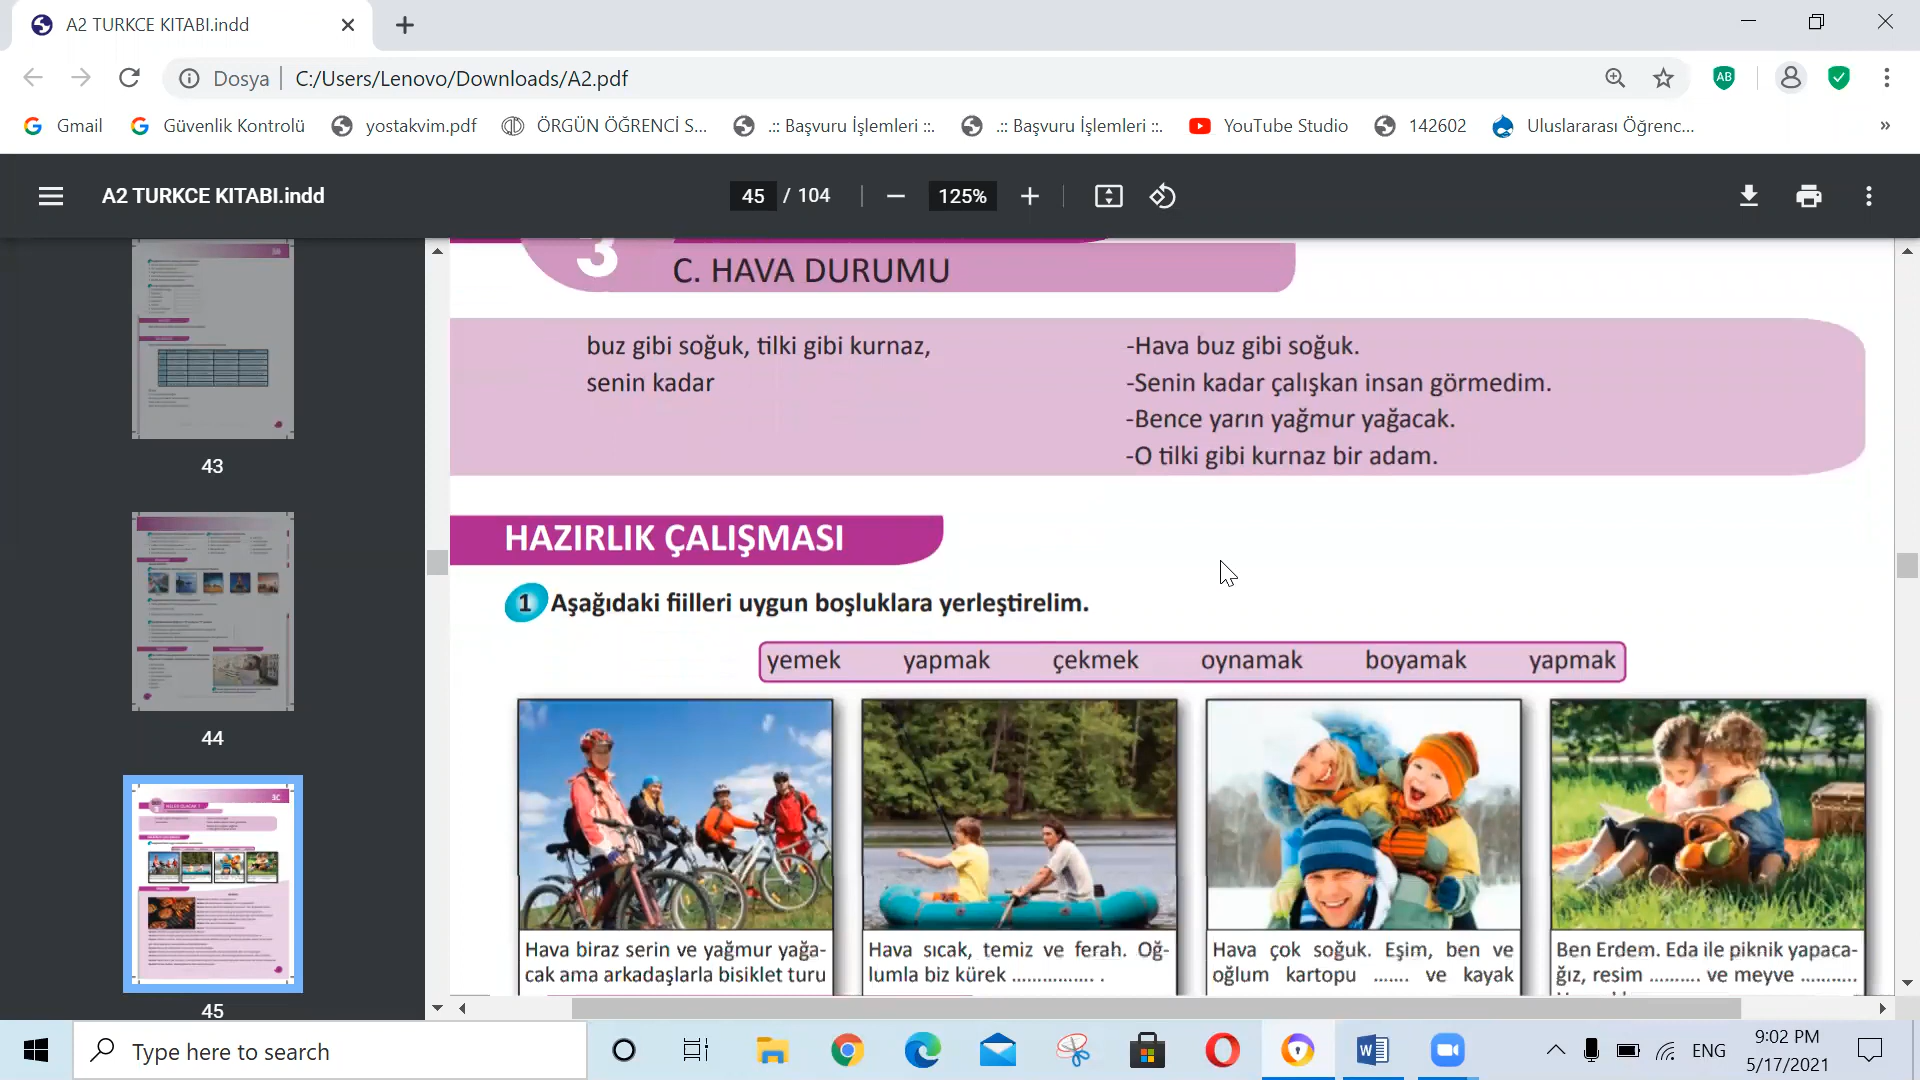 A2 TURKCE KITABI.indd
Dosya C:/Users/Lenovo/Downloads/A2.pdf
Gmail Güvenlik Kontrolü yostakvim.pdf ÖRGÜN ÖĞRENCİ S... .:: Başvuru İşlemleri ::. .:: Başvuru İşlemleri ::. YouTube Studio 142602 Uluslararası Öğrenc... »
A2 TURKCE KITABI.indd 45 / 104 125%
43
44
45
3
C. HAVA DURUMU
buz gibi soğuk, tilki gibi kurnaz,
senin kadar
-Hava buz gibi soğuk.
-Senin kadar çalışkan insan görmedim.
-Bence yarın yağmur yağacak.
-O tilki gibi kurnaz bir adam.
HAZIRLIK ÇALIŞMASI
1 Aşağıdaki fiilleri uygun boşluklara yerleştirelim.
yemek yapmak çekmek oynamak boyamak yapmak
Hava biraz serin ve yağmur yağa-
cak ama arkadaşlarla bisiklet turu
Hava sıcak, temiz ve ferah. Oğ-
lumla biz kürek ................ .
Hava çok soğuk. Eşim, ben ve
oğlum kartopu ....... ve kayak
Ben Erdem. Eda ile piknik yapaca-
ğız, resim .......... ve meyve ...........
Type here to search
ENG
9:02 PM
5/17/2021